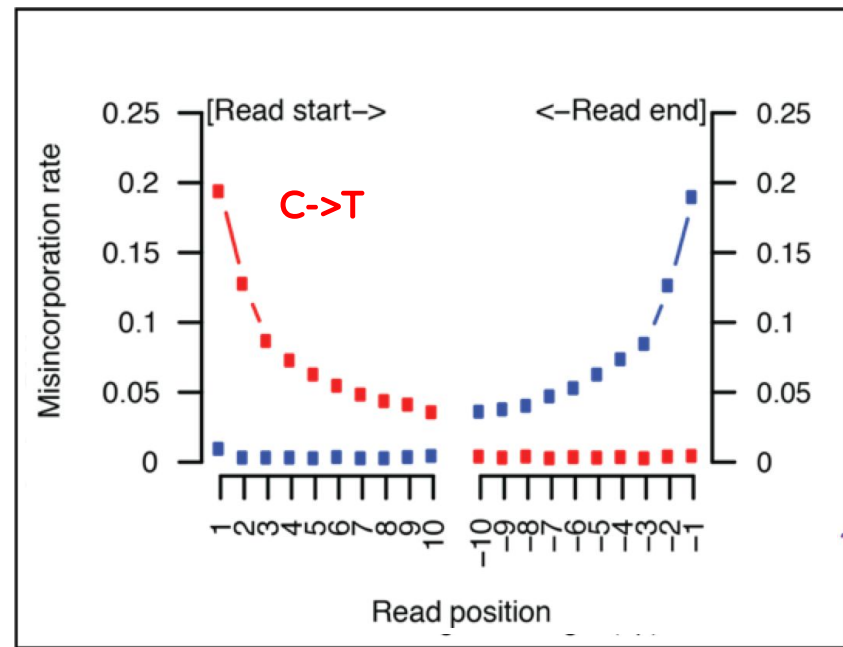 [Read start–>
<–Read end]
C->T
Misincorporation rate
0.25
0.2
0.15
0.1
0.05
0
0.25
0.2
0.15
0.1
0.05
0
1 2 3 4 5 6 7 8 9 10
–10 –9 –8 –7 –6 –5 –4 –3 –2 –1
Read position